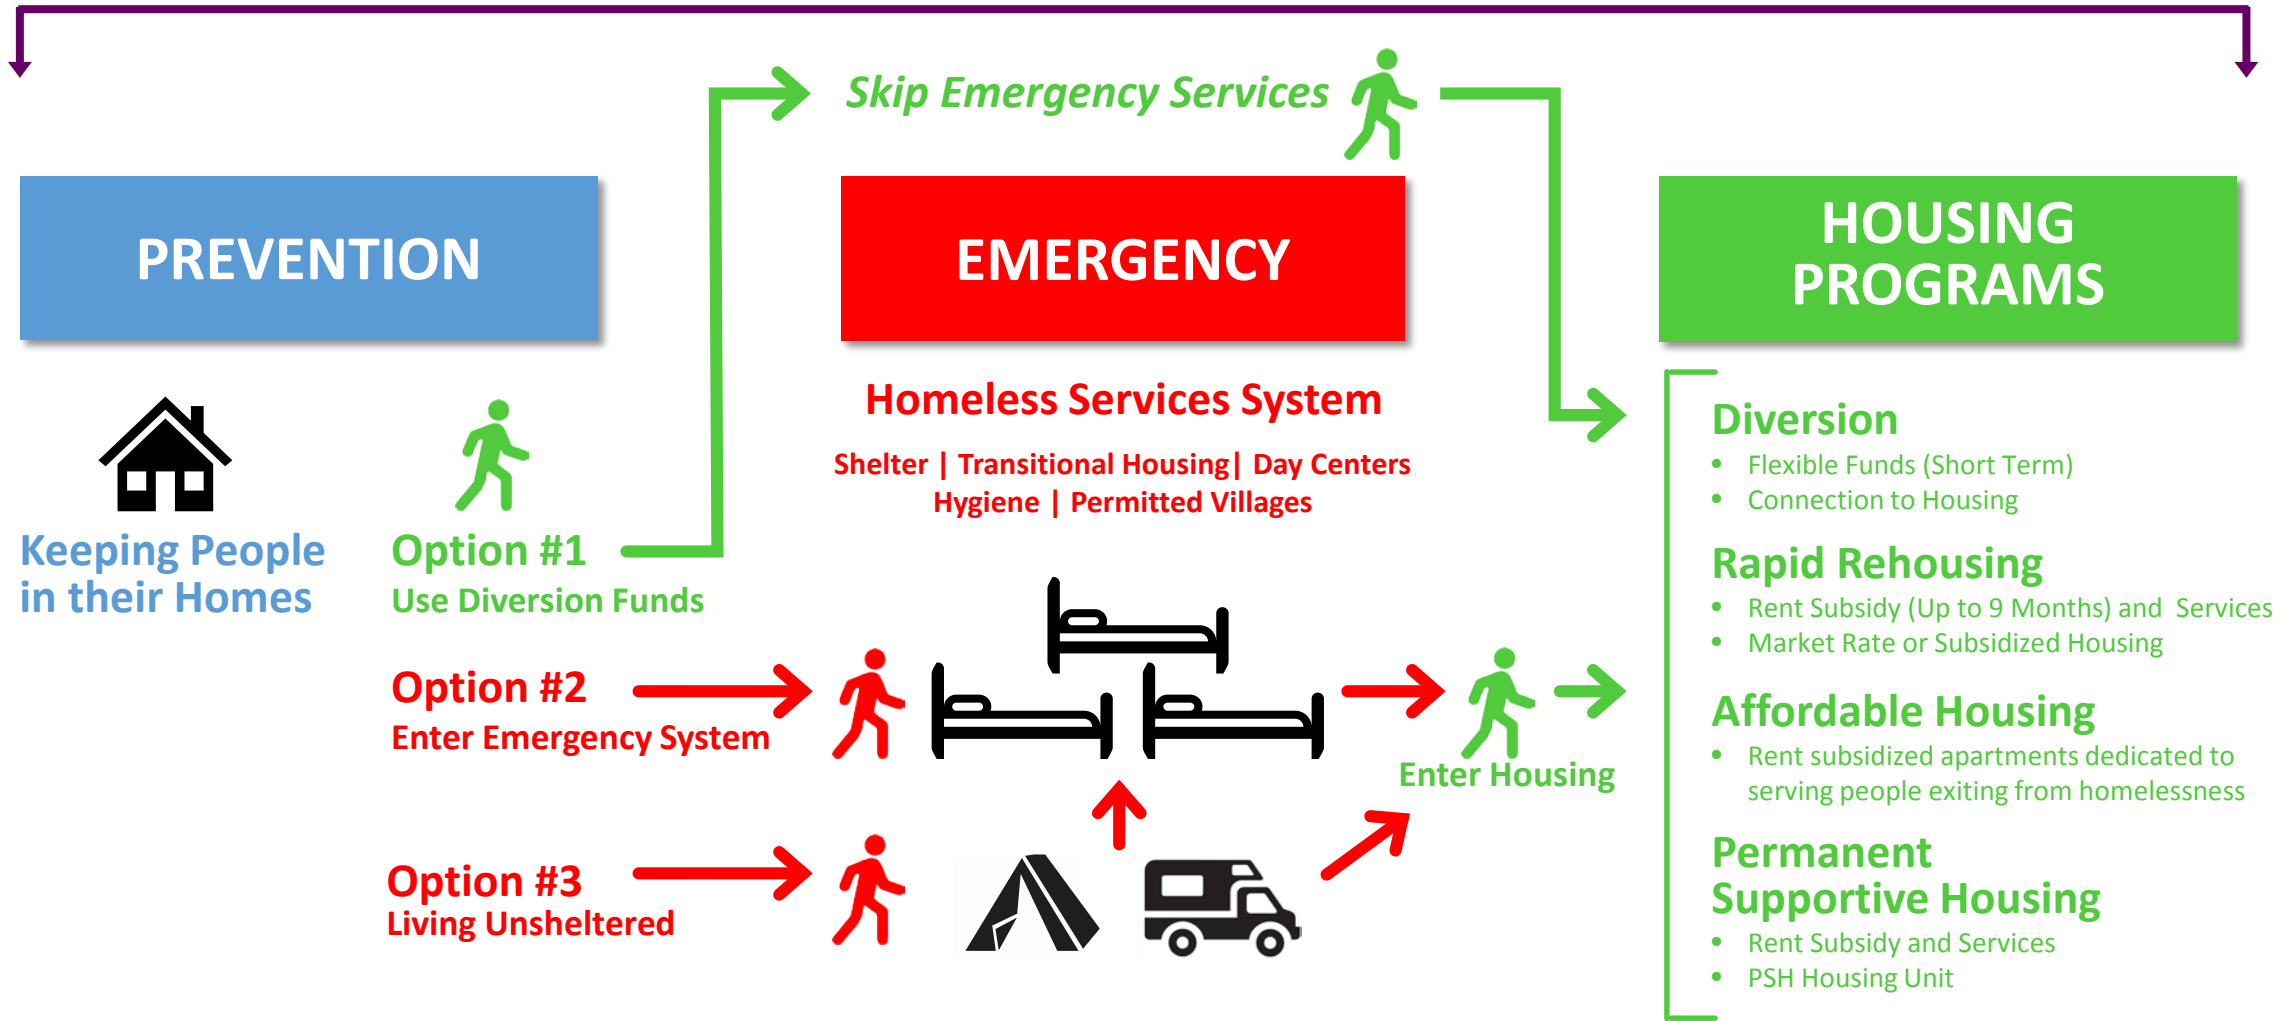 Skip Emergency Services
PREVENTION
EMERGENCY
HOUSING
PROGRAMS
Keeping People
in their Homes
Option #1
Use Diversion Funds
Option #2
Enter Emergency System
Option #3
Living Unsheltered
Homeless Services System
Shelter | Transitional Housing| Day Centers
Hygiene | Permitted Villages
Enter Housing
Diversion
• Flexible Funds (Short Term)
• Connection to Housing
Rapid Rehousing
• Rent Subsidy (Up to 9 Months) and Services
• Market Rate or Subsidized Housing
Affordable Housing
• Rent subsidized apartments dedicated to
serving people exiting from homelessness
Permanent
Supportive Housing
• Rent Subsidy and Services
• PSH Housing Unit